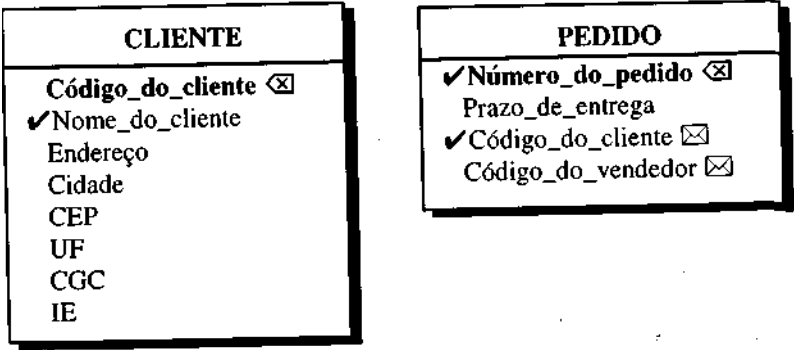 CLIENTE
Código_do_cliente ⌫
✔Nome_do_cliente
Endereço
Cidade
CEP
UF
CGC
IE
PEDIDO
✔Número_do_pedido ⌫
Prazo_de_entrega
✔Código_do_cliente ✉
Código_do_vendedor ✉